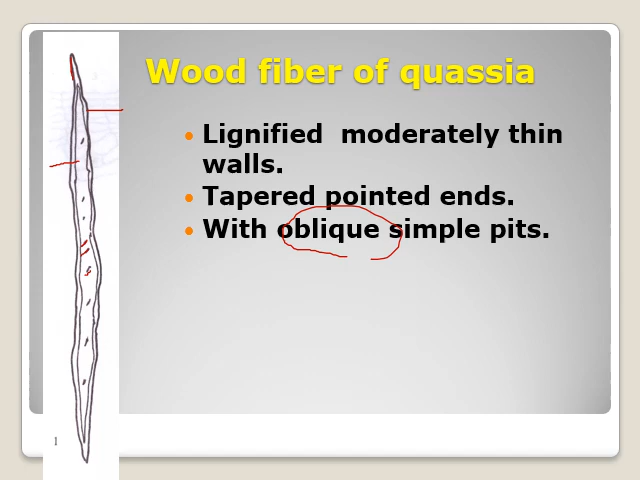 Wood fiber of quassia
Lignified moderately thin
walls.
Tapered pointed ends.
With oblique simple pits.
1